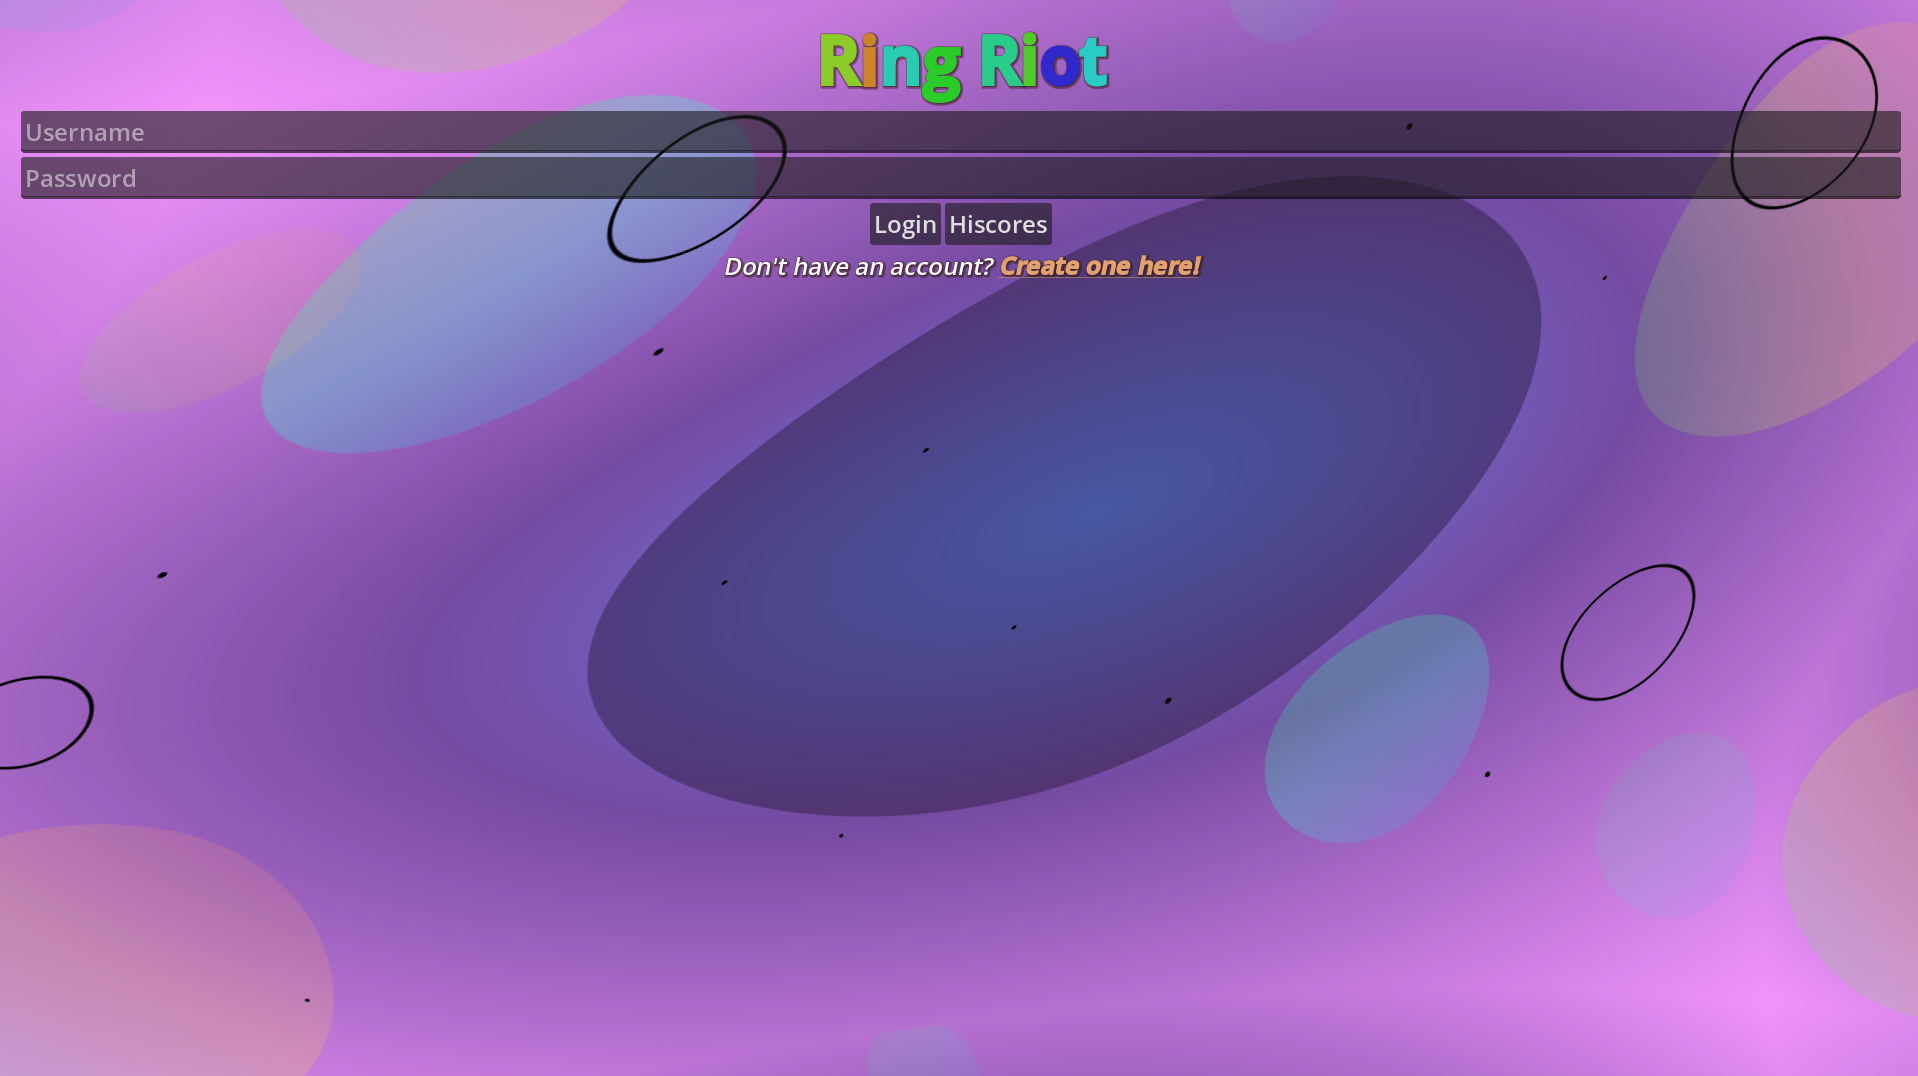 Ring Riot
Username
Password
Login Hiscores
Don't have an account? Create one here!